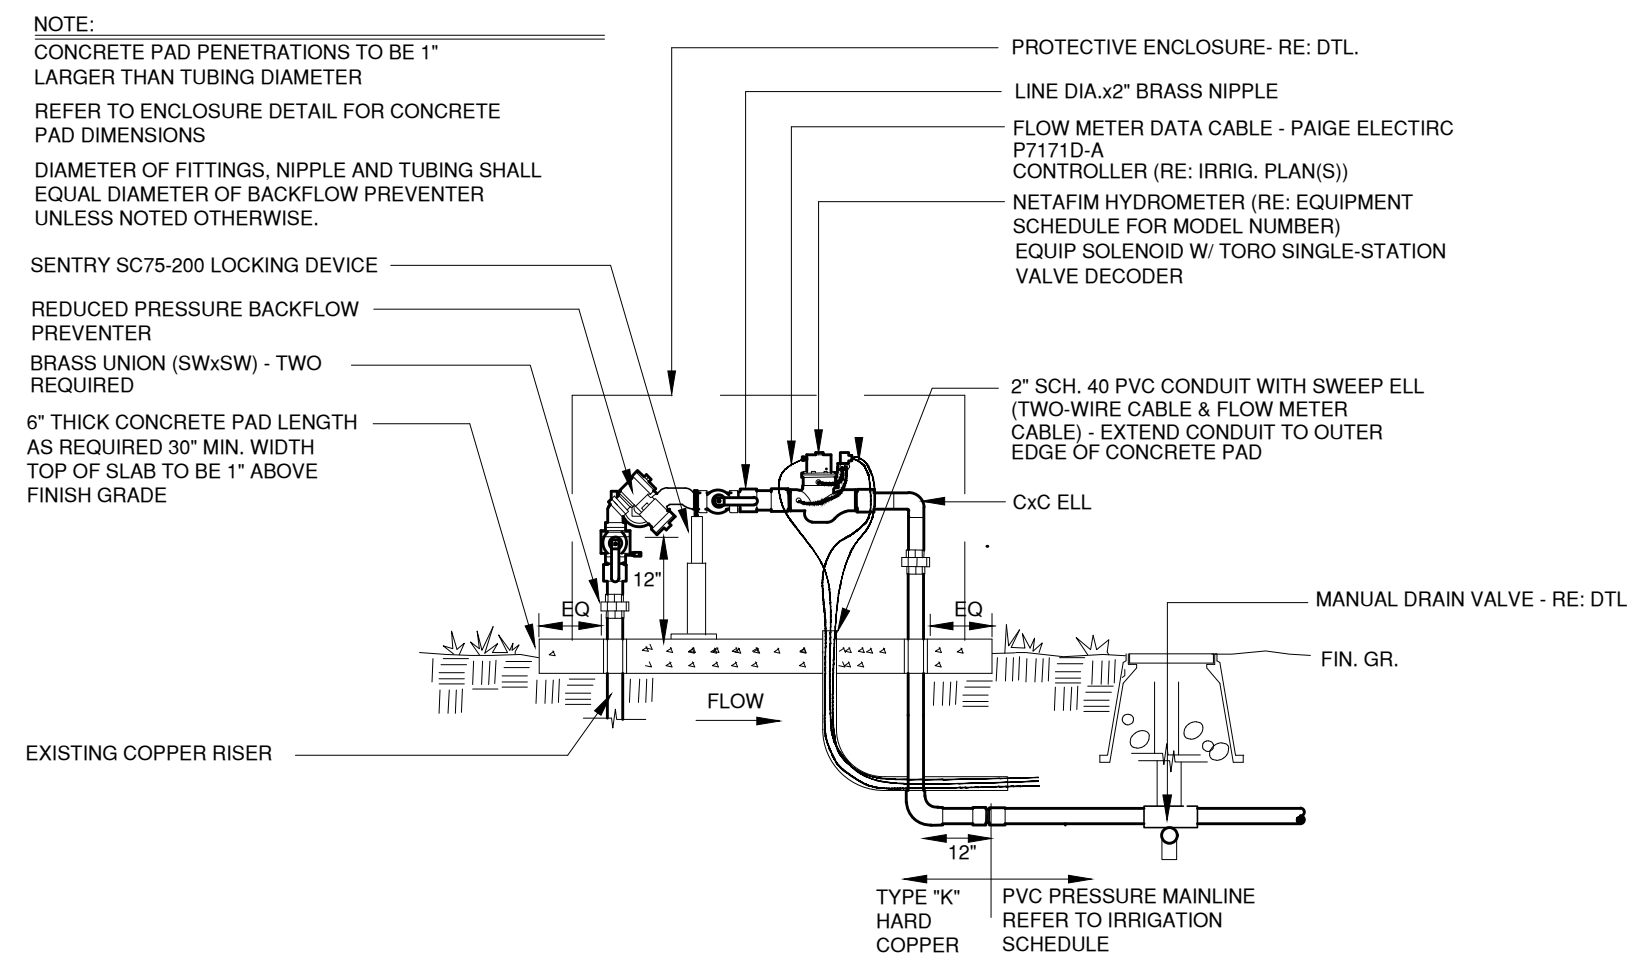 NOTE:
CONCRETE PAD PENETRATIONS TO BE 1"
LARGER THAN TUBING DIAMETER
REFER TO ENCLOSURE DETAIL FOR CONCRETE
PAD DIMENSIONS
DIAMETER OF FITTINGS, NIPPLE AND TUBING SHALL
EQUAL DIAMETER OF BACKFLOW PREVENTER
UNLESS NOTED OTHERWISE.
SENTRY SC75-200 LOCKING DEVICE
REDUCED PRESSURE BACKFLOW
PREVENTER
BRASS UNION (SWxSW) - TWO
REQUIRED
6" THICK CONCRETE PAD LENGTH
AS REQUIRED 30" MIN. WIDTH
TOP OF SLAB TO BE 1" ABOVE
FINISH GRADE
EXISTING COPPER RISER
PROTECTIVE ENCLOSURE- RE: DTL.
LINE DIA.x2" BRASS NIPPLE
FLOW METER DATA CABLE - PAIGE ELECTIRC
P7171D-A
CONTROLLER (RE: IRRIG. PLAN(S))
NETAFIM HYDROMETER (RE: EQUIPMENT
SCHEDULE FOR MODEL NUMBER)
EQUIP SOLENOID W/ TORO SINGLE-STATION
VALVE DECODER
2" SCH. 40 PVC CONDUIT WITH SWEEP ELL
(TWO-WIRE CABLE & FLOW METER
CABLE) - EXTEND CONDUIT TO OUTER
EDGE OF CONCRETE PAD
CxC ELL
MANUAL DRAIN VALVE - RE: DTL
FIN. GR.
12"
EQ
EQ
FLOW
12"
TYPE "K"
HARD
COPPER
PVC PRESSURE MAINLINE
REFER TO IRRIGATION
SCHEDULE